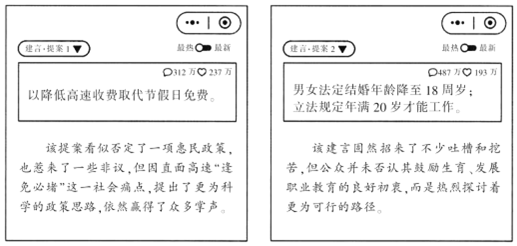 建言·提案 1 ▼
最热 最新
312 万 237 万
以降低高速收费取代节假日免费。
该提案看似否定了一项惠民政策，
也惹来了一些非议，但因直面高速“逢
免必堵”这一社会痛点，提出了更为科
学的政策思路，依然赢得了众多掌声。
建言·提案 2 ▼
最热 最新
487 万 193 万
男女法定结婚年龄降至 18 周岁；
立法规定年满 20 岁才能工作。
该建言固然招来了不少吐槽和挖
苦，但公众并未否认其鼓励生育、发展
职业教育的良好初衷，而是热烈探讨着
更为可行的路径。